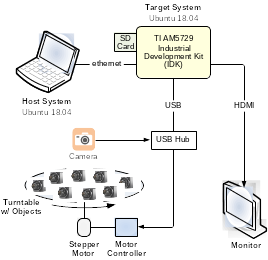 Target System
Ubuntu 18.04
SD
Card
TI AM5729
Industrial
Development Kit
(IDK)
ethernet
Host System
Ubuntu 18.04
USB
HDMI
USB Hub
Camera
Turntable
w/ Objects
Stepper
Motor
Motor
Controller
Monitor